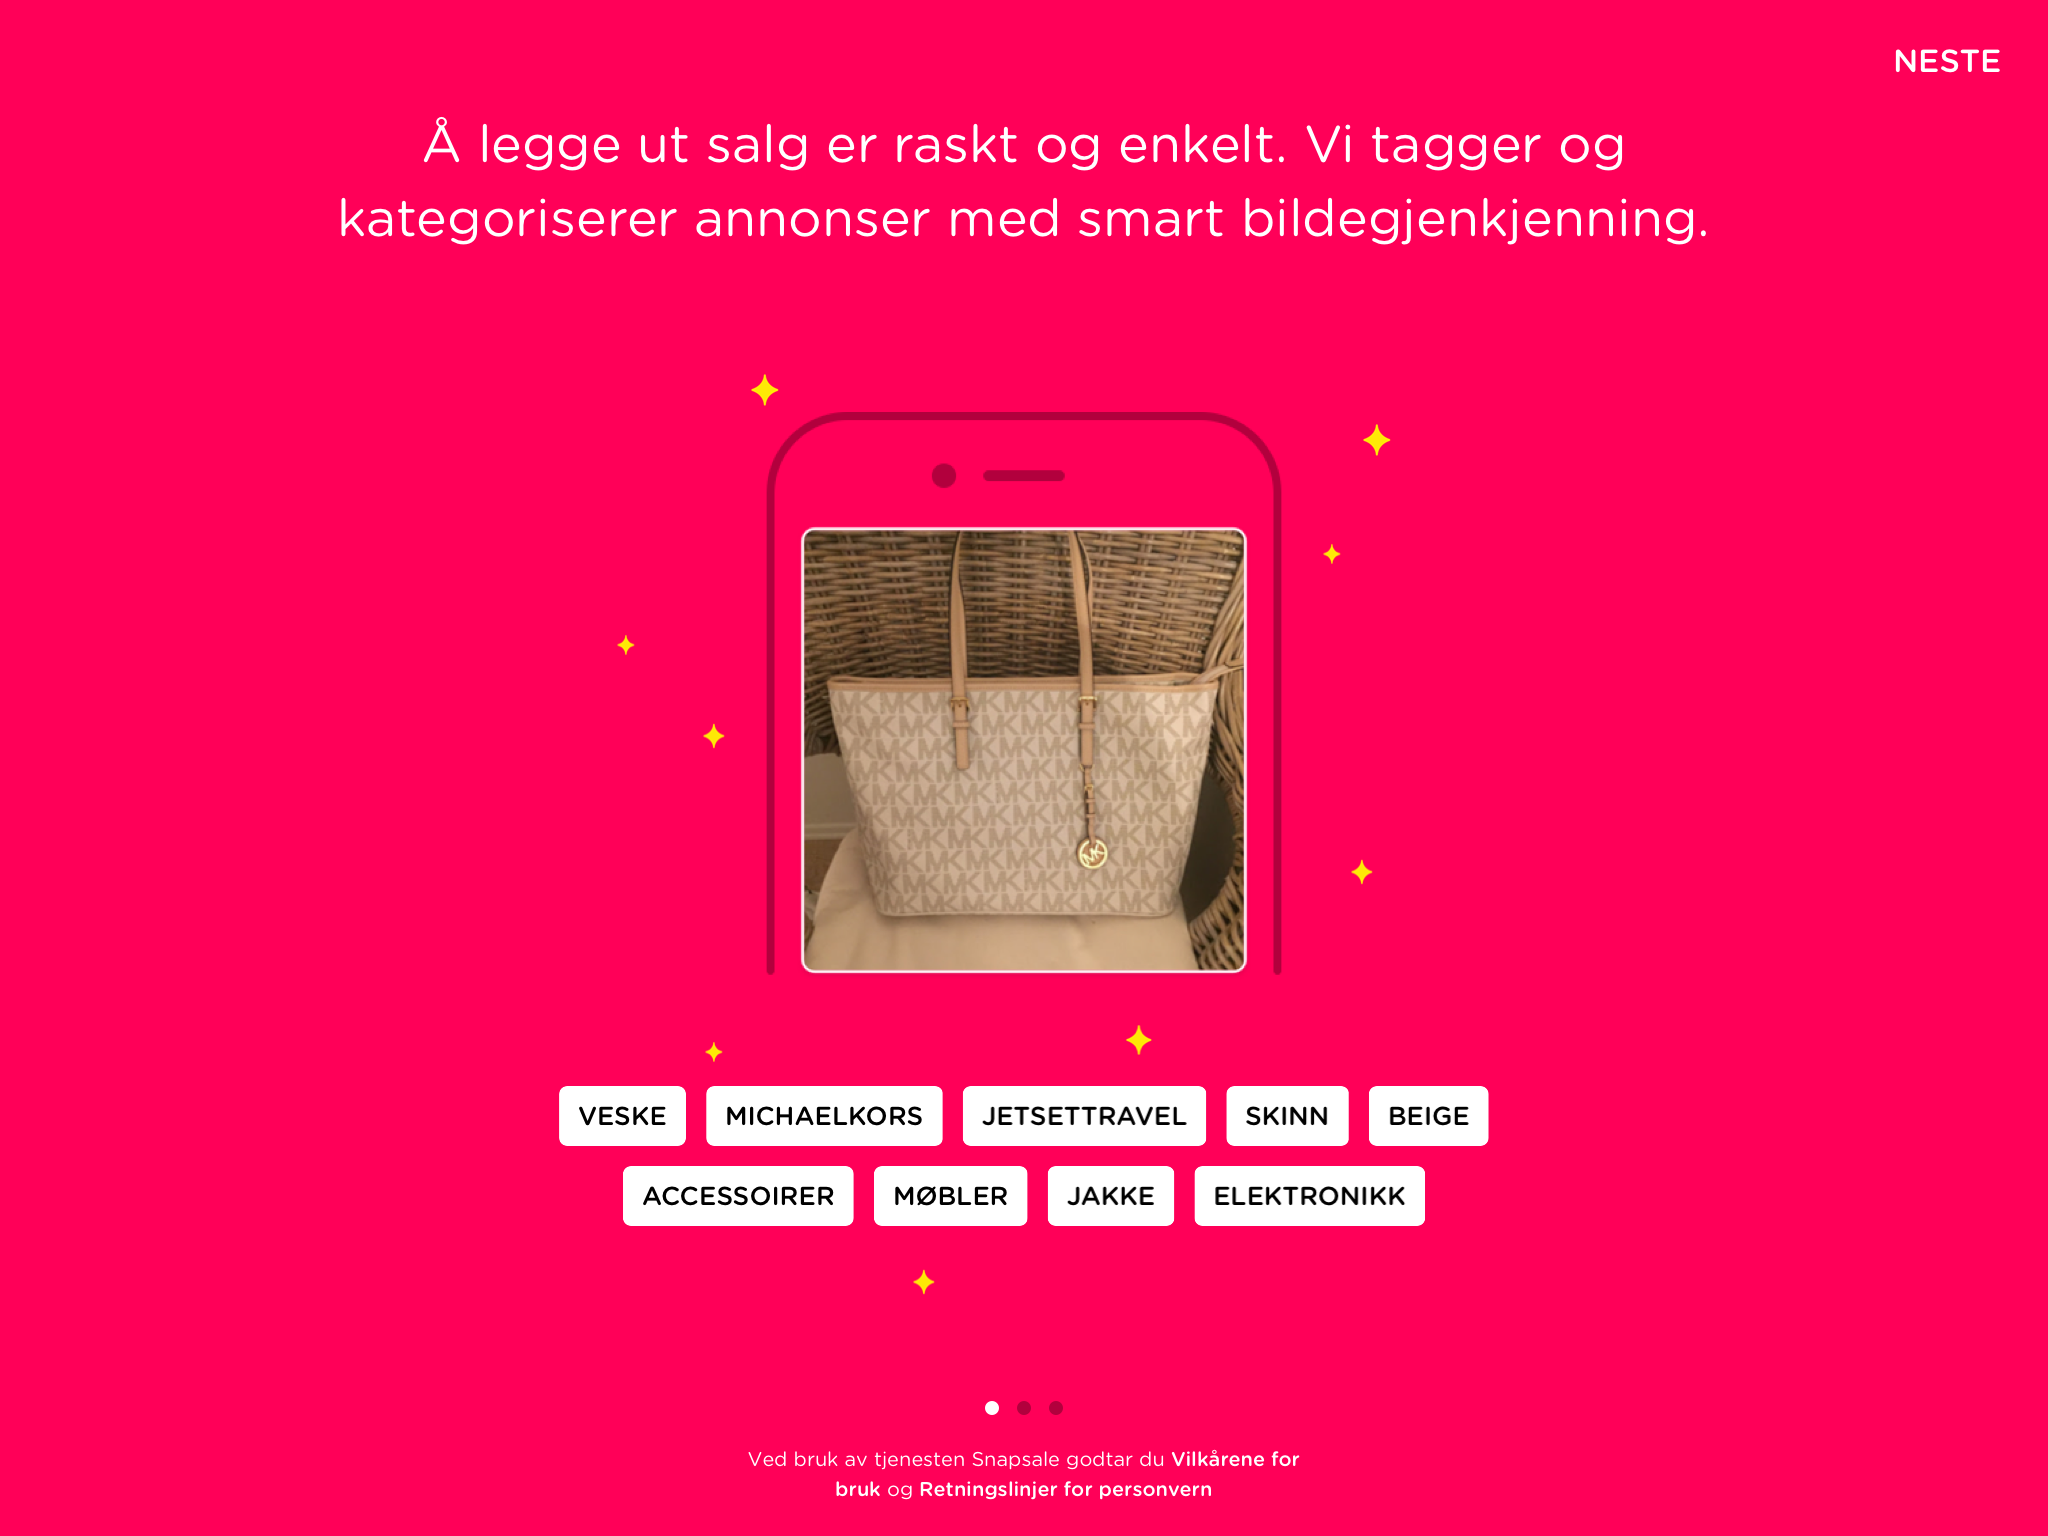 NESTE
Å legge ut salg er raskt og enkelt. Vi tagger og
kategoriserer annonser med smart bildegjenkjenning.
MK
VESKE MICHAELKORS JETSETTRAVEL SKINN BEIGE
ACCESSOIRER MØBLER JAKKE ELEKTRONIKK
Ved bruk av tjenesten Snapsale godtar du Vilkårene for
bruk og Retningslinjer for personvern